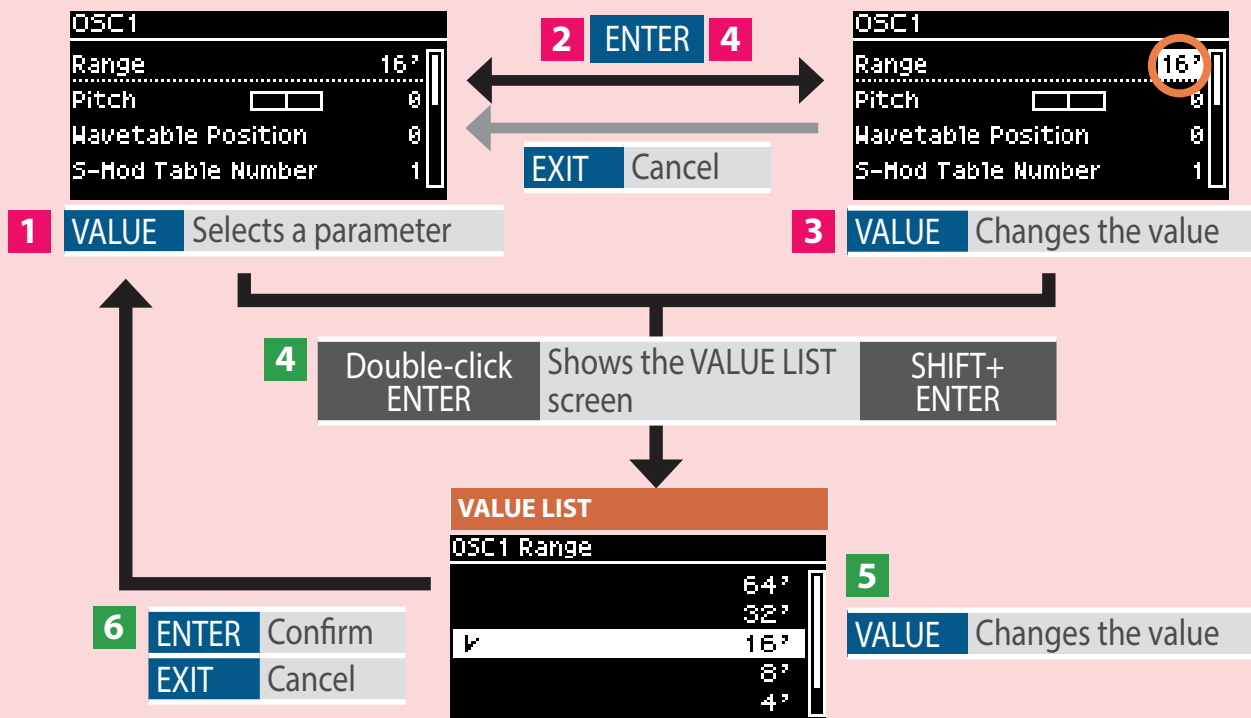 OSC1
Range 16'
Pitch 0
Wavetable Position 0
S-Mod Table Number 1
1 VALUE Selects a parameter
2 ENTER 4
EXIT Cancel
OSC1
Range 16'
Pitch 0
Wavetable Position 0
S-Mod Table Number 1
3 VALUE Changes the value
4
Double-click
ENTER
Shows the VALUE LIST
screen
SHIFT+
ENTER
VALUE LIST
OSC1 Range
64'
32'
16'
8'
4'
5
VALUE Changes the value
6 ENTER Confirm
EXIT Cancel